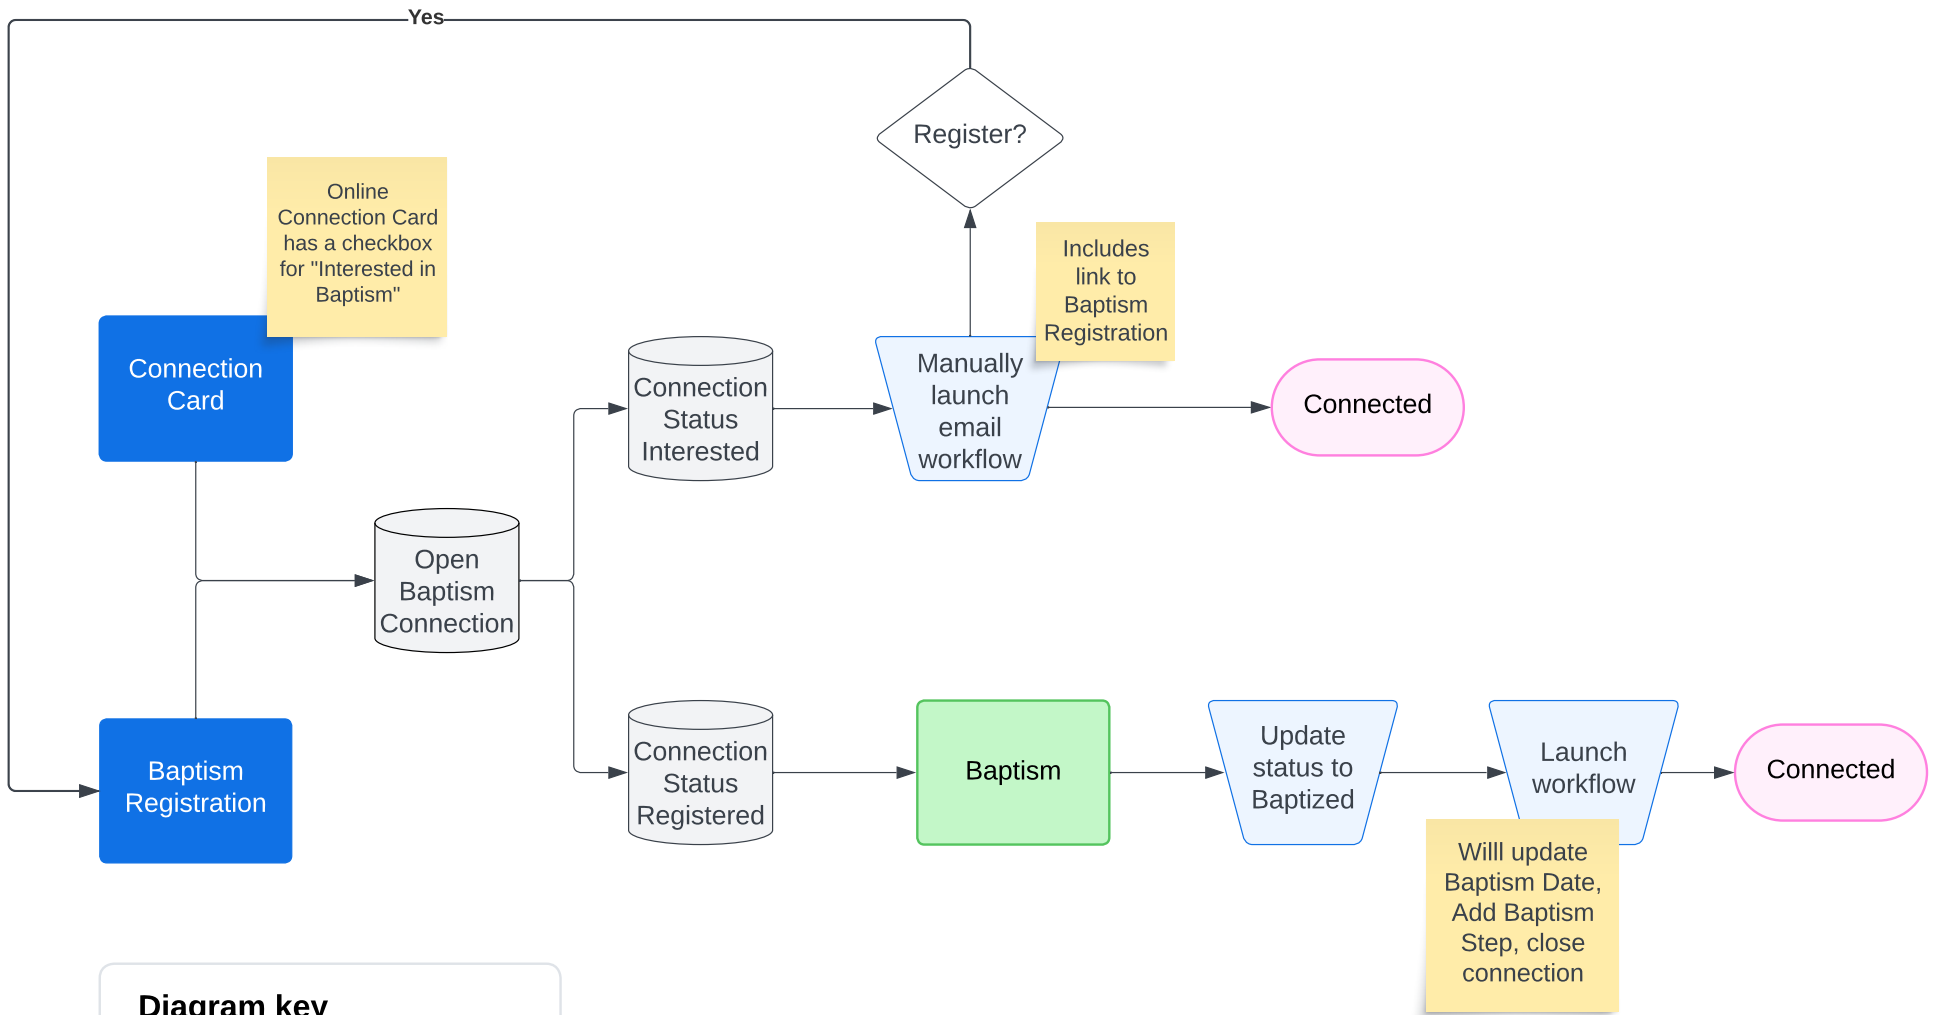 Yes
Register?
Online
Connection Card
has a checkbox
for "Interested in
Baptism"
Includes
link to
Baptism
Registration
Connection
Card
Connection
Status
Interested
Manually
launch
email
workflow
Connected
Open
Baptism
Connection
Baptism
Registration
Connection
Status
Registered
Baptism
Update
status to
Baptized
Launch
workflow
Connected
Willl update
Baptism Date,
Add Baptism
Step, close
connection
Diagram key